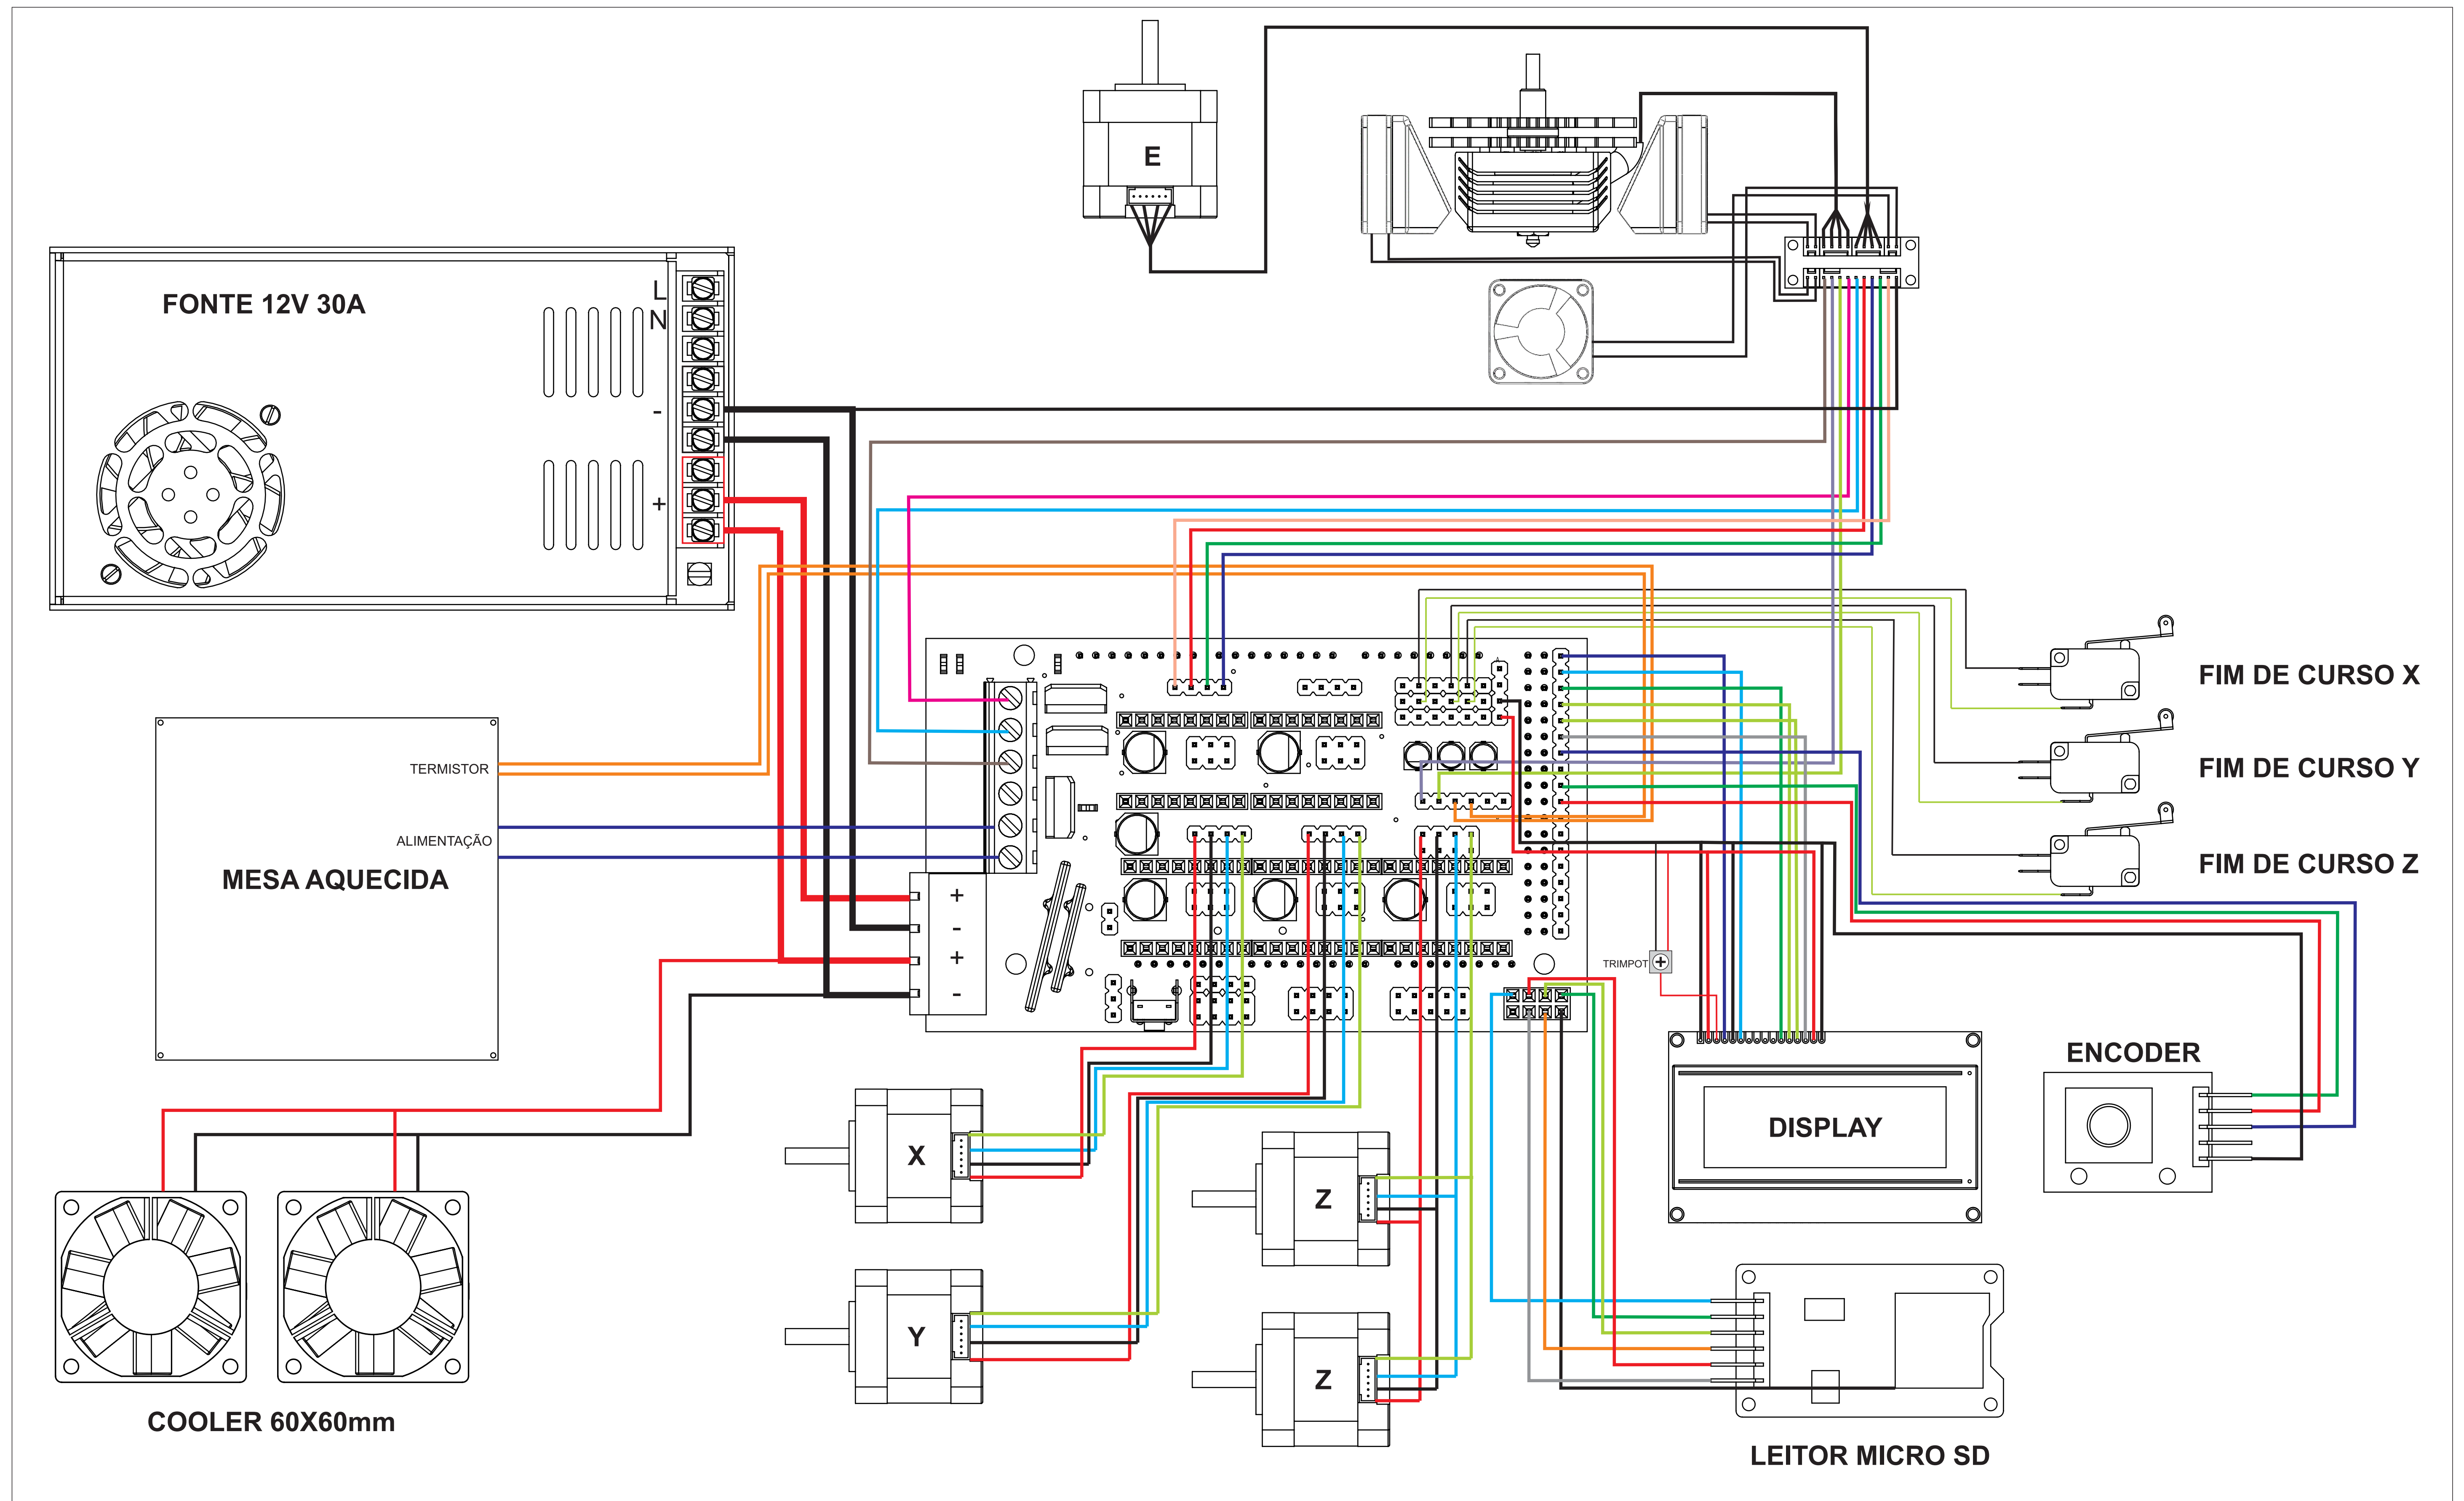 E
FONTE 12V 30A
L
N
-
+
TERMISTOR
ALIMENTAÇÃO
MESA AQUECIDA
+
-
+
-
FIM DE CURSO X
FIM DE CURSO Y
FIM DE CURSO Z
TRIMPOT
ENCODER
DISPLAY
X
Z
Y
Z
COOLER 60X60mm
LEITOR MICRO SD